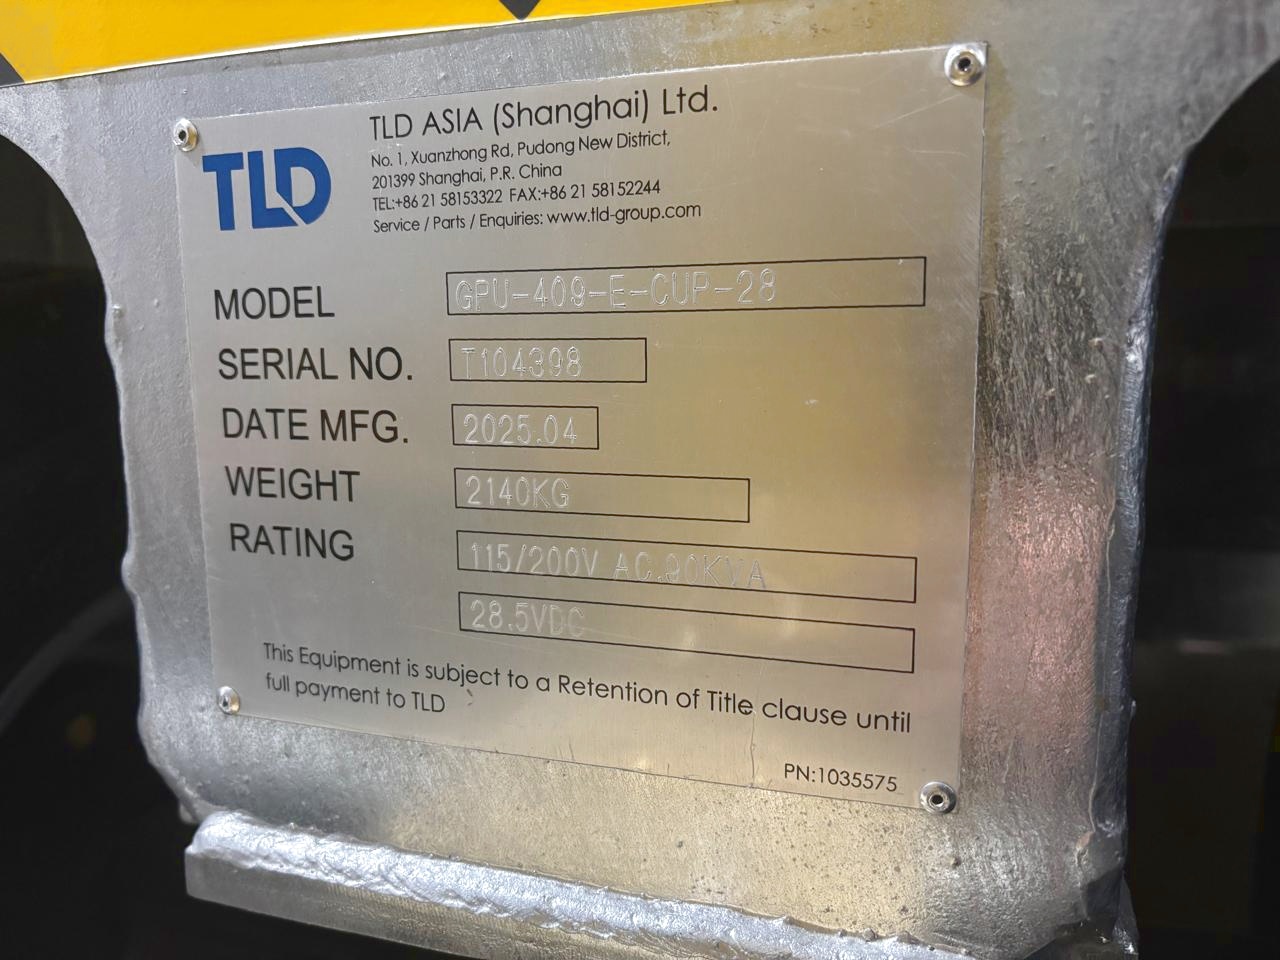 TLD
TLD ASIA (Shanghai) Ltd.
No. 1, Xuanzhong Rd, Pudong New District,
201399 Shanghai, P.R. China
TEL:+86 21 58153322 FAX:+86 21 58152244
Service / Parts / Enquiries: www.tld-group.com
MODEL GPU-409-E-CUP-28
SERIAL NO. T104398
DATE MFG. 2025.04
WEIGHT 2140KG
RATING 115/200V AC.90KVA
28.5VDC
This Equipment is subject to a Retention of Title clause until
full payment to TLD
PN:1035575